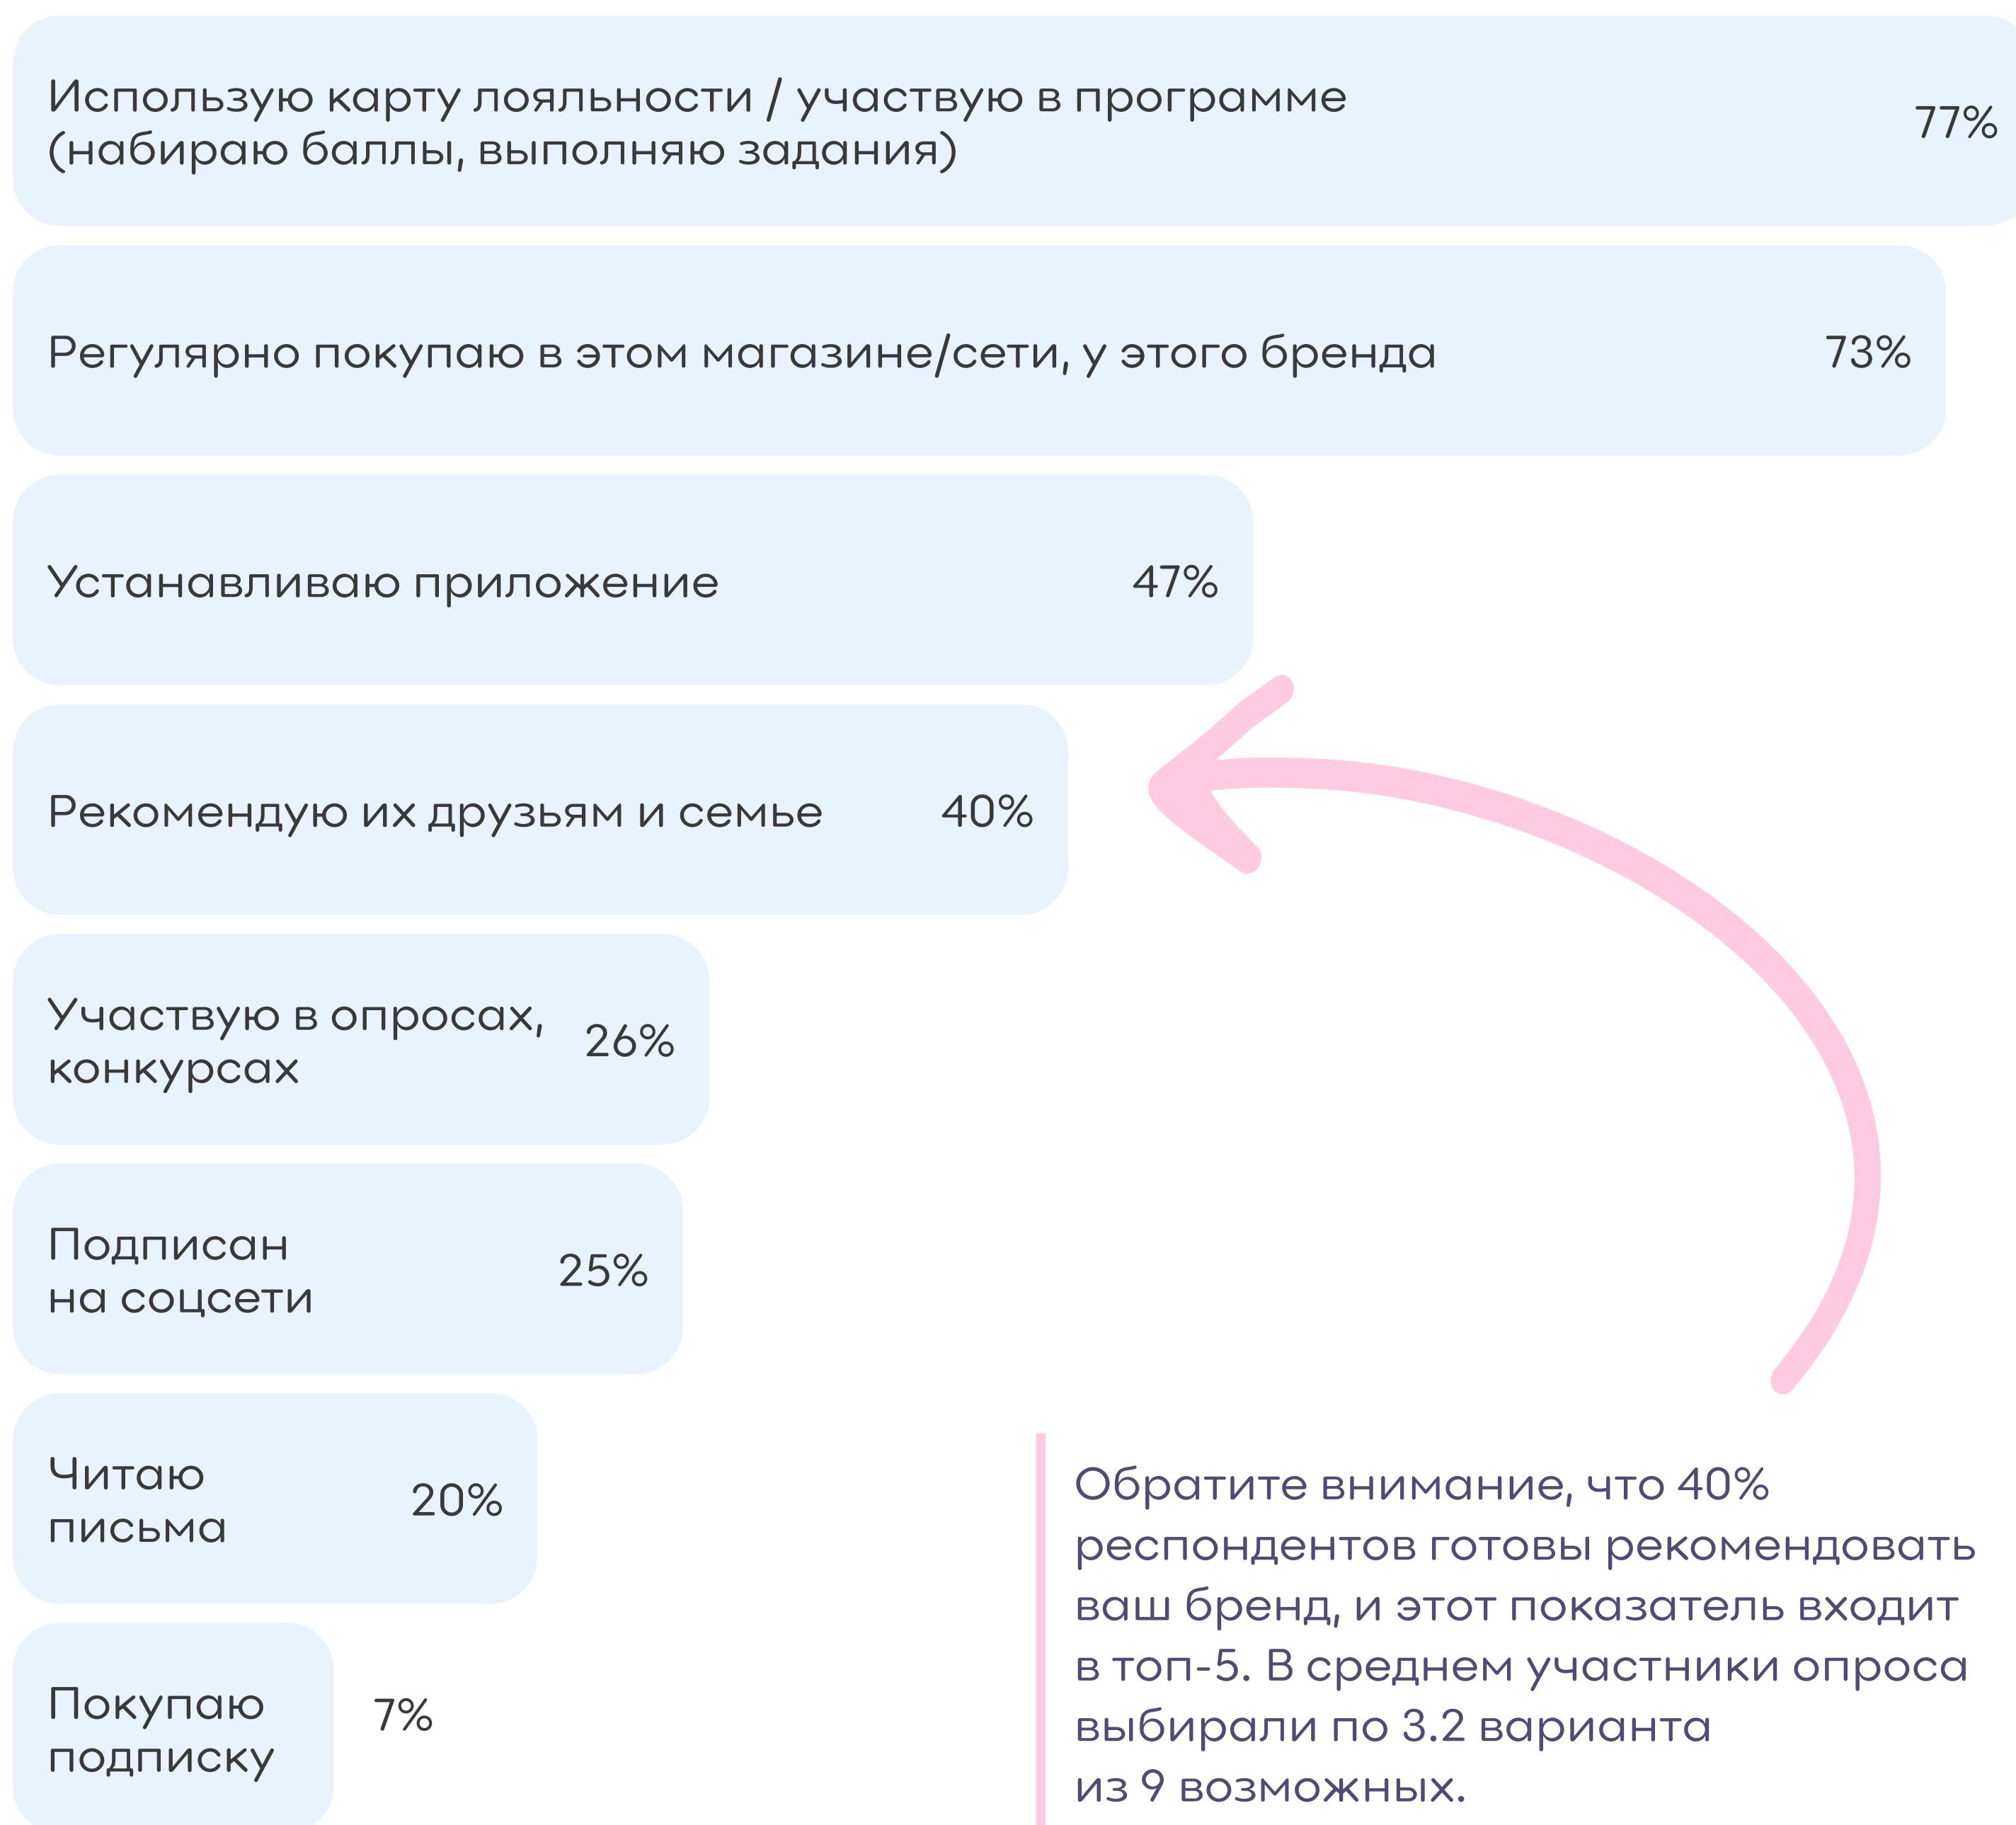 Использую карту лояльности / участвую в программе
(набираю баллы, выполняю задания)
77%
Регулярно покупаю в этом магазине/сети, у этого бренда
73%
Устанавливаю приложение
47%
Рекомендую их друзьям и семье
40%
Участвую в опросах,
конкурсах
26%
Подписан
на соцсети
25%
Читаю
письма
20%
Покупаю
подписку
7%
Обратите внимание, что 40%
респондентов готовы рекомендовать
ваш бренд, и этот показатель входит
в топ-5. В среднем участники опроса
выбирали по 3.2 варианта
из 9 возможных.